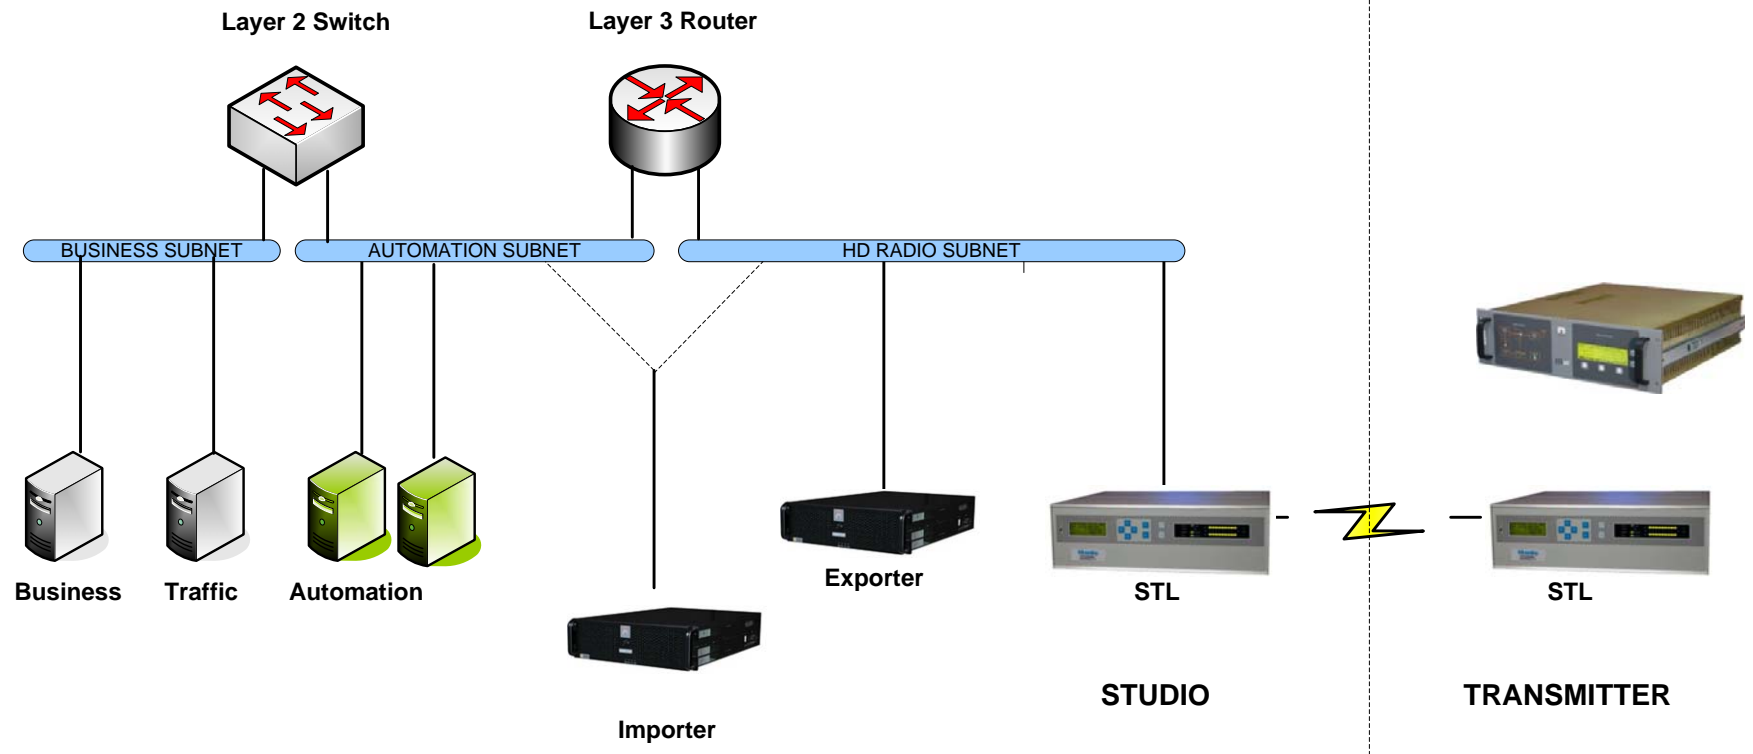 Layer 2 Switch
Layer 3 Router
BUSINESS SUBNET
AUTOMATION SUBNET
HD RADIO SUBNET
Business
Traffic
Automation
Exporter
STL
STL
Importer
STUDIO
TRANSMITTER